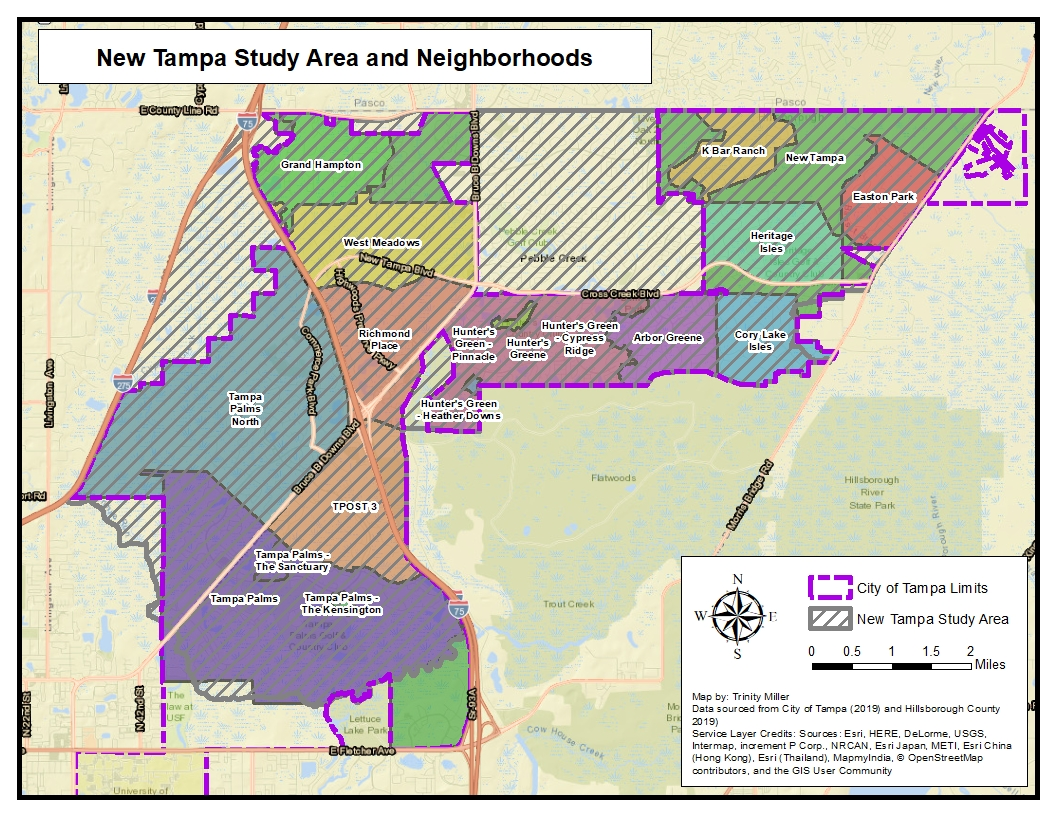 New Tampa Study Area and Neighborhoods
Pasco
Pasco
E County Line Rd
75
Bruce B Downs Blvd
Grand Hampton
K Bar Ranch
New Tampa
Easton Park
West Meadows
Heritage
Isles
Pebble Creek
Golf Club
Pebble Creek
New Tampa Blvd
Cross Creek Blvd
275
Richmond
Place
Hunter's
Green -
Pinnacle
Hunter's
Greene
Hunter's Green
- Cypress
Ridge
Arbor Greene
Cory Lake
Isles
Commerce Park Blvd
Livingston Ave
Tampa
Palms
North
Hunter's Green
- Heather Downs
Bruce B Downs Blvd
TPOST 3
Flatwoods
Hillsborough
River
State Park
Morris Bridge Rd
Tampa Palms -
The Sanctuary
Tampa Palms
Tampa Palms -
The Kensington
75
Trout Creek
N 22nd St
N 42nd St
The
USF
Lettuce
Lake Park
E Fletcher Ave
Cow House Creek
University of
N
W
E
S
City of Tampa Limits
New Tampa Study Area
0 0.5 1 1.5 2
Miles
Map by: Trinity Miller
Data sourced from City of Tampa (2019) and Hillsborough County
2019)
Service Layer Credits: Sources: Esri, HERE, DeLorme, USGS,
Intermap, increment P Corp., NRCAN, Esri Japan, METI, Esri China
(Hong Kong), Esri (Thailand), MapmyIndia, © OpenStreetMap
contributors, and the GIS User Community